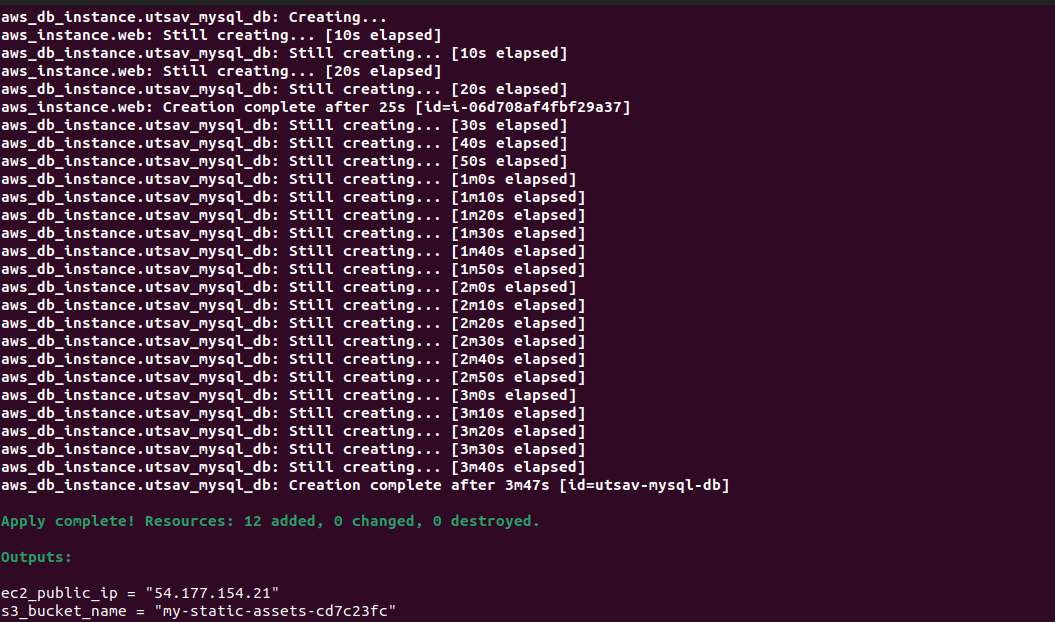 aws_db_instance.utsav_mysql_db: Creating...
aws_instance.web: Still creating... [10s elapsed]
aws_db_instance.utsav_mysql_db: Still creating... [10s elapsed]
aws_instance.web: Still creating... [20s elapsed]
aws_db_instance.utsav_mysql_db: Still creating... [20s elapsed]
aws_instance.web: Creation complete after 25s [id=i-06d708af4fbf29a37]
aws_db_instance.utsav_mysql_db: Still creating... [30s elapsed]
aws_db_instance.utsav_mysql_db: Still creating... [40s elapsed]
aws_db_instance.utsav_mysql_db: Still creating... [50s elapsed]
aws_db_instance.utsav_mysql_db: Still creating... [1m0s elapsed]
aws_db_instance.utsav_mysql_db: Still creating... [1m10s elapsed]
aws_db_instance.utsav_mysql_db: Still creating... [1m20s elapsed]
aws_db_instance.utsav_mysql_db: Still creating... [1m30s elapsed]
aws_db_instance.utsav_mysql_db: Still creating... [1m40s elapsed]
aws_db_instance.utsav_mysql_db: Still creating... [1m50s elapsed]
aws_db_instance.utsav_mysql_db: Still creating... [2m0s elapsed]
aws_db_instance.utsav_mysql_db: Still creating... [2m10s elapsed]
aws_db_instance.utsav_mysql_db: Still creating... [2m20s elapsed]
aws_db_instance.utsav_mysql_db: Still creating... [2m30s elapsed]
aws_db_instance.utsav_mysql_db: Still creating... [2m40s elapsed]
aws_db_instance.utsav_mysql_db: Still creating... [2m50s elapsed]
aws_db_instance.utsav_mysql_db: Still creating... [3m0s elapsed]
aws_db_instance.utsav_mysql_db: Still creating... [3m10s elapsed]
aws_db_instance.utsav_mysql_db: Still creating... [3m20s elapsed]
aws_db_instance.utsav_mysql_db: Still creating... [3m30s elapsed]
aws_db_instance.utsav_mysql_db: Still creating... [3m40s elapsed]
aws_db_instance.utsav_mysql_db: Creation complete after 3m47s [id=utsav-mysql-db]
Apply complete! Resources: 12 added, 0 changed, 0 destroyed.
Outputs:
ec2_public_ip = "54.177.154.21"
s3_bucket_name = "my-static-assets-cd7c23fc"